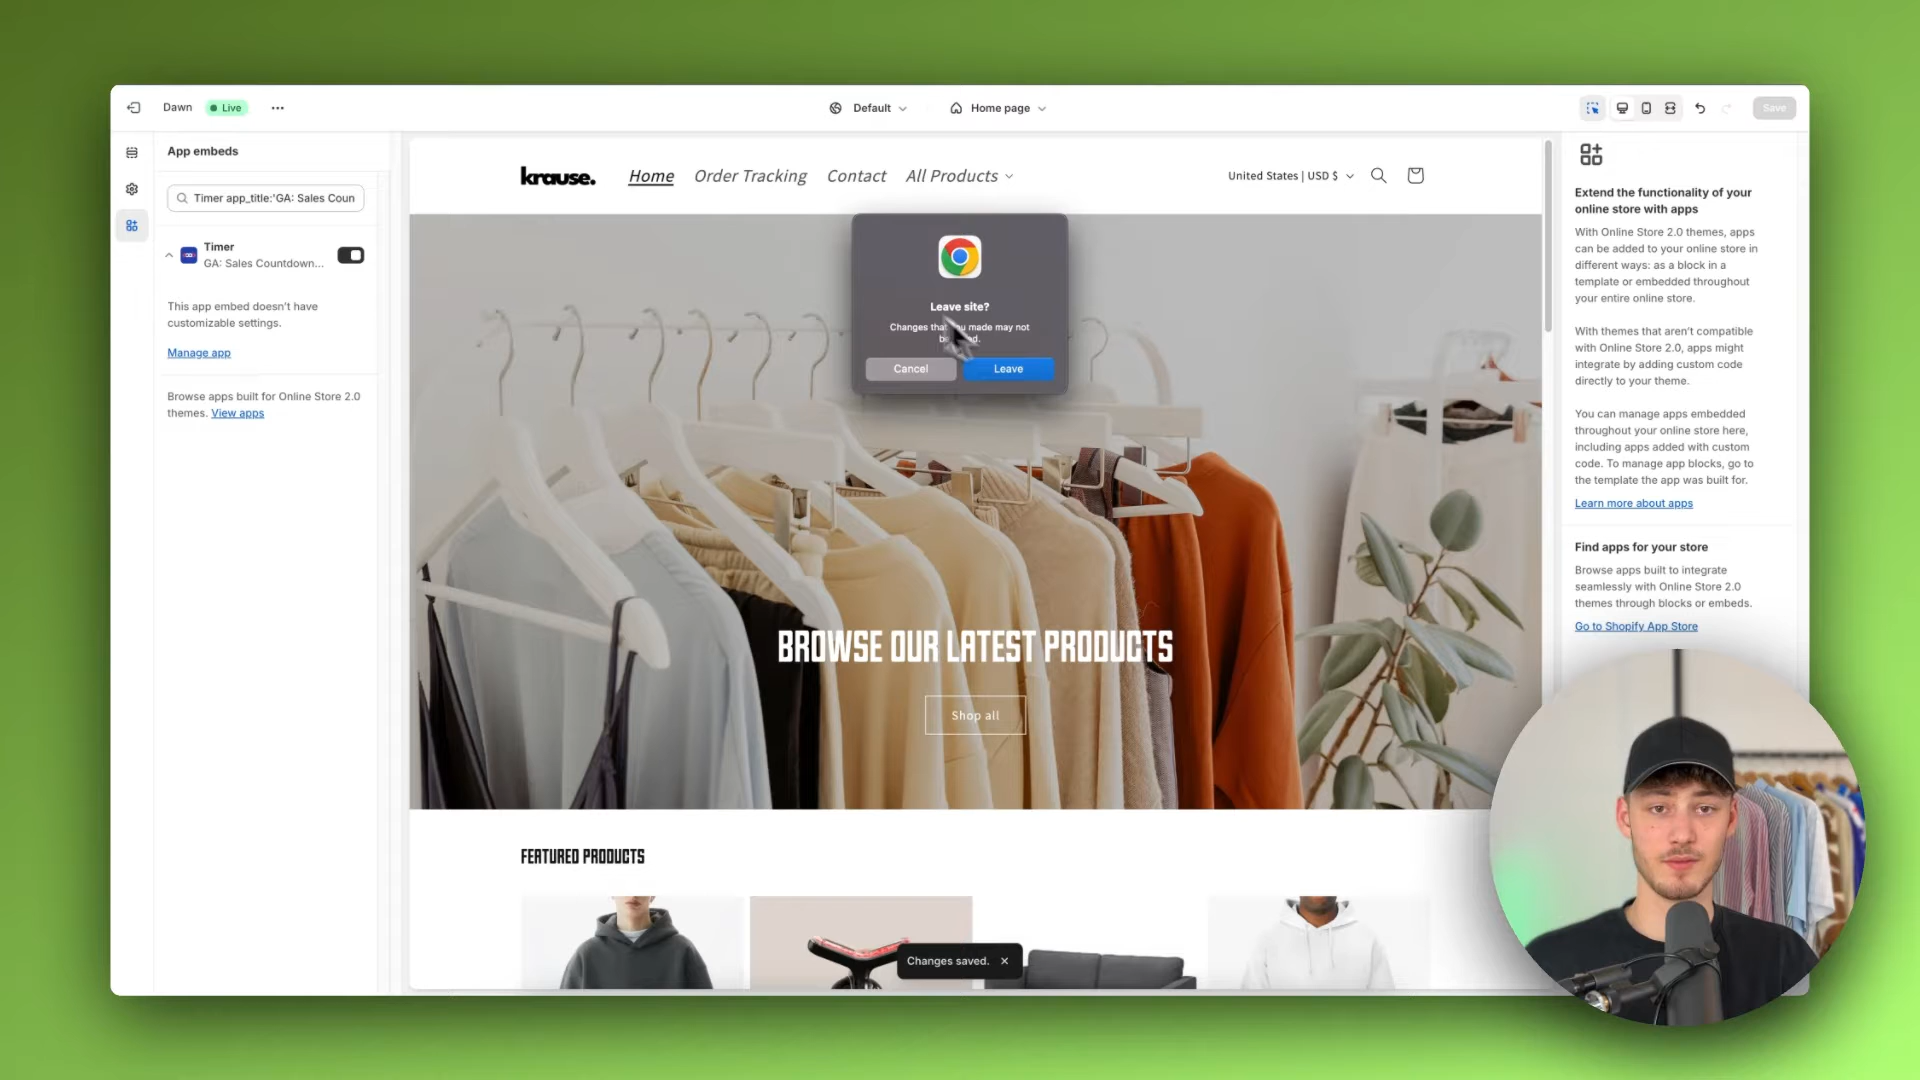 Dawn
Live
Default
Home page
Save
App embeds
Timer app_title:'GA: Sales Coun
Timer
GA: Sales Countdown...
This app embed doesn't have
customizable settings.
Manage app
Browse apps built for Online Store 2.0
themes. View apps
krause.
Home
Order Tracking
Contact
All Products
United States | USD $
Leave site?
Changes that you made may not
Cancel
Leave
BROWSE OUR LATEST PRODUCTS
Shop all
FEATURED PRODUCTS
Changes saved.
Extend the functionality of your
online store with apps
With Online Store 2.0 themes, apps
can be added to your online store in
different ways: as a block in a
template or embedded throughout
your entire online store.
With themes that aren't compatible
with Online Store 2.0, apps might
integrate by adding custom code
directly to your theme.
You can manage apps embedded
throughout your online store here,
including apps added with custom
code. To manage app blocks, go to
the template the app was built for.
Learn more about apps
Find apps for your store
Browse apps built to integrate
seamlessly with Online Store 2.0
themes through blocks or embeds.
Go to Shopify App Store